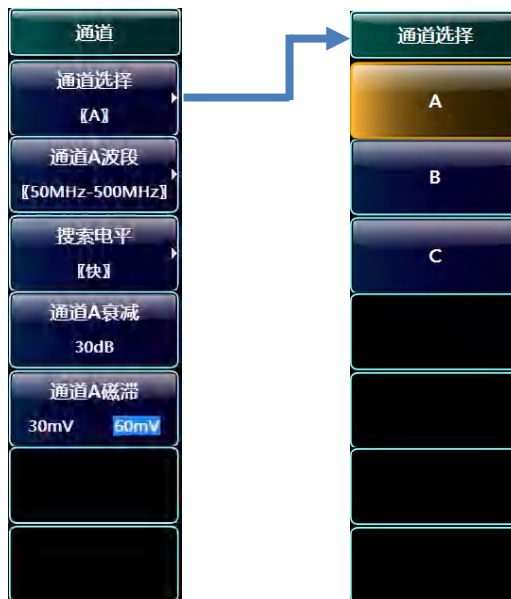 通道
通道选择
〖A〗
通道A波段
〖50MHz-500MHz〗
搜索电平
〖快〗
通道A衰减
30dB
通道A磁滞
30mV 60mV
通道选择
A
B
C